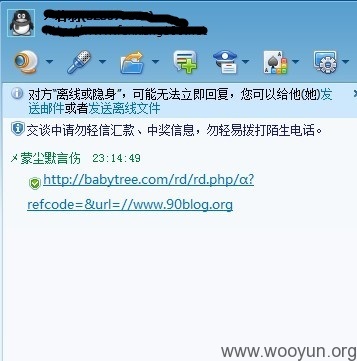 对方"离线或隐身",可能无法立即回复,您可以给他(她)发
送邮件或者发送离线文件
交谈中请勿轻信汇款、中奖信息,勿轻易拨打陌生电话。
〆蒙尘默言伤 23:14:49
http://babytree.com/rd/rd.php/α?
refcode=&url=//www.90blog.org
www.wooyun.org